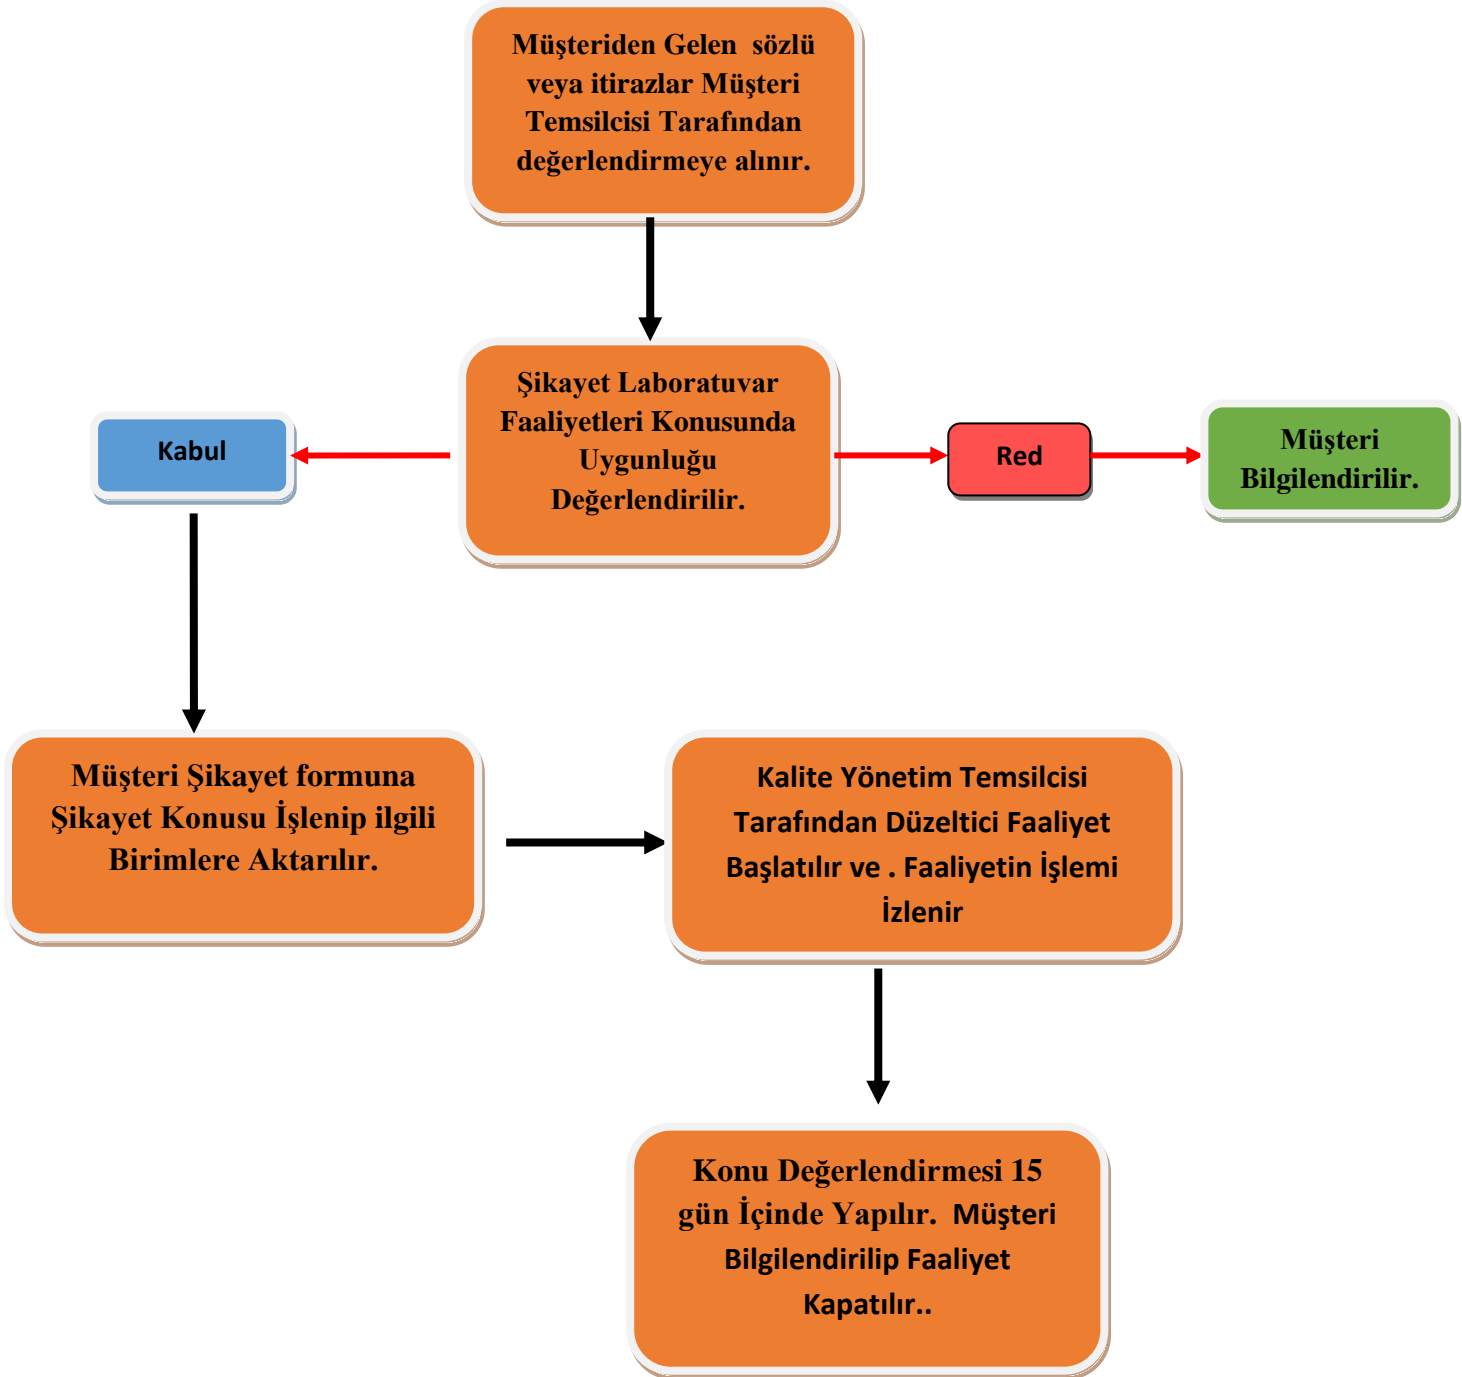 Müşteriden Gelen  sözlü
veya itirazlar Müşteri
Temsilcisi Tarafından
değerlendirmeye alınır.
Şikayet Laboratuvar
Faaliyetleri Konusunda
Uygunluğu
Değerlendirilir.
Kabul
Red
Müşteri
Bilgilendirilir.
Müşteri Şikayet formuna
Şikayet Konusu İşlenip ilgili
Birimlere Aktarılır.
Kalite Yönetim Temsilcisi
Tarafından Düzeltici Faaliyet
Başlatılır ve . Faaliyetin İşlemi
İzlenir
Konu Değerlendirmesi 15
gün İçinde Yapılır.  Müşteri
Bilgilendirilip Faaliyet
Kapatılır..